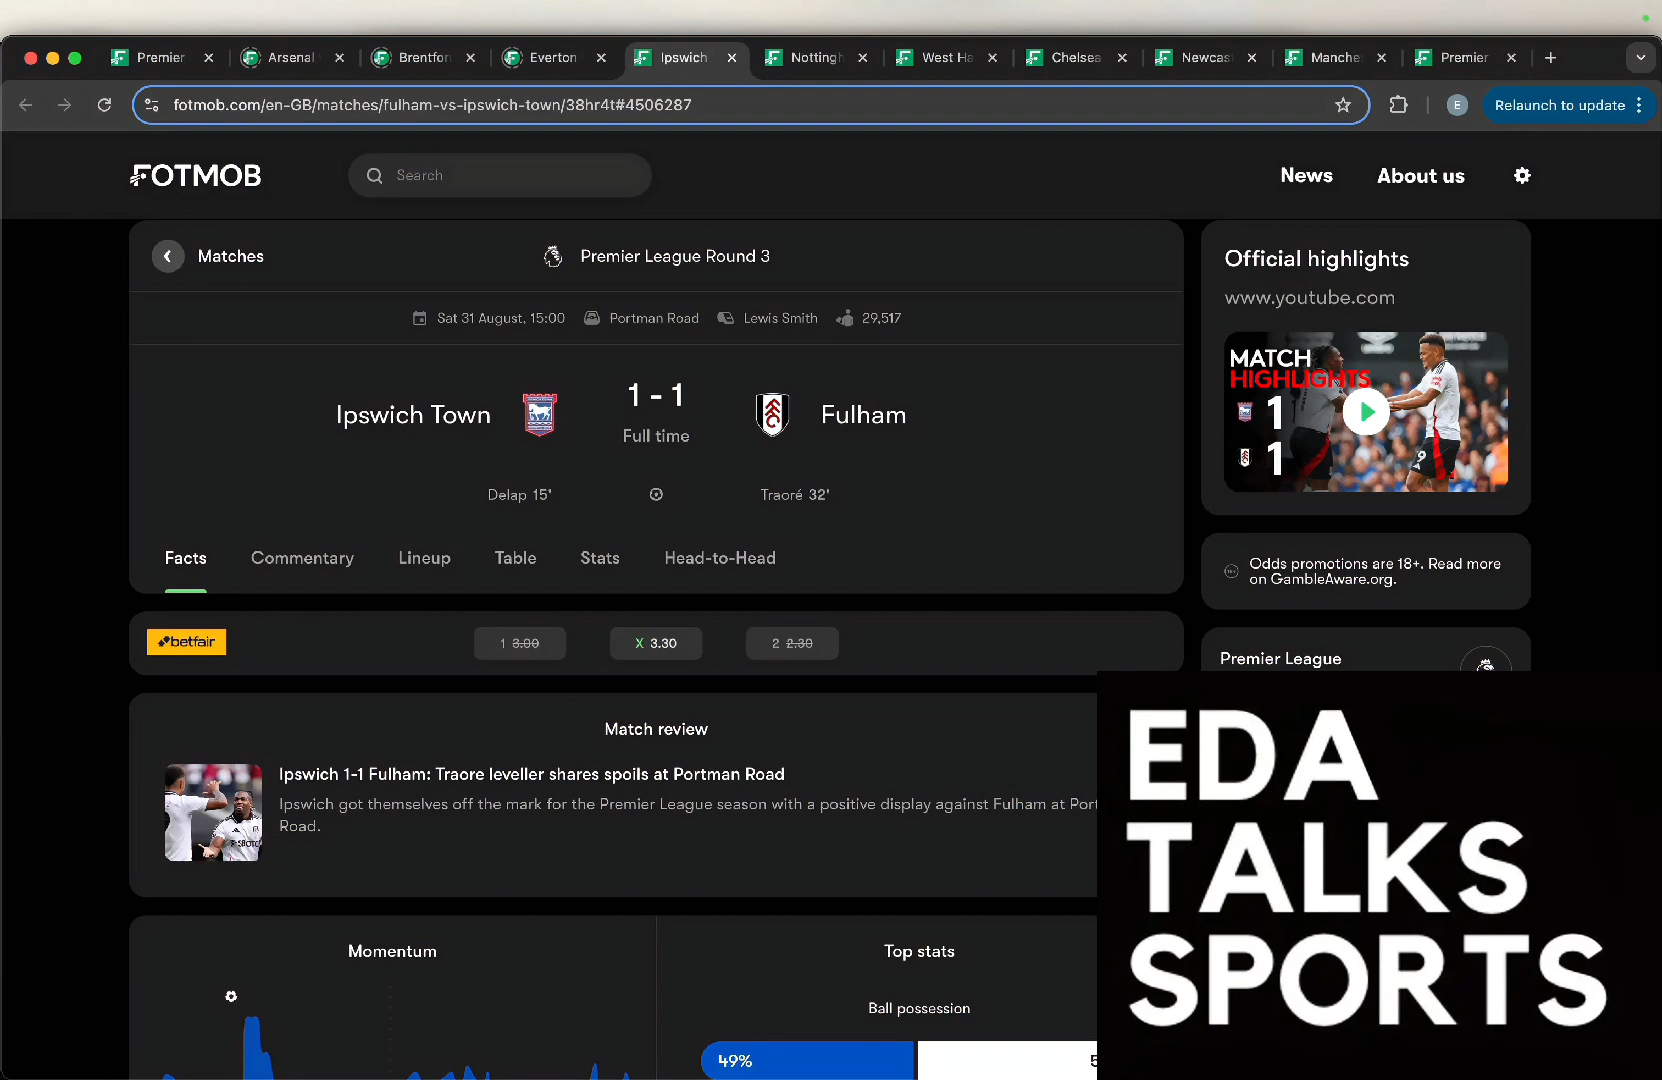 Premier
Arsenal
Brentfor
Everton
Ipswich
Nottingh
West Ha
Chelsea
Newcas
Manche
Premier
fotmob.com/en-GB/matches/fulham-vs-ipswich-town/38hr4t#4506287
E
Relaunch to update
FOTMOB
Search
News
About us
Matches
Premier League Round 3
Sat 31 August, 15:00
Portman Road
Lewis Smith
29,517
Ipswich Town
1 - 1
Full time
Fulham
Delap 15'
Traoré 32'
Facts
Commentary
Lineup
Table
Stats
Head-to-Head
betfair
1 3.00
X 3.30
2 2.30
Match review
Ipswich 1-1 Fulham: Traore leveller shares spoils at Portman Road
Ipswich got themselves off the mark for the Premier League season with a positive display against Fulham at Port
Road.
Momentum
Top stats
Ball possession
49%
5
Official highlights
www.youtube.com
MATCH
HIGHLIGHTS
1
1
9
Odds promotions are 18+. Read more
on GambleAware.org.
Premier League
EDA
TALKS
SPORTS